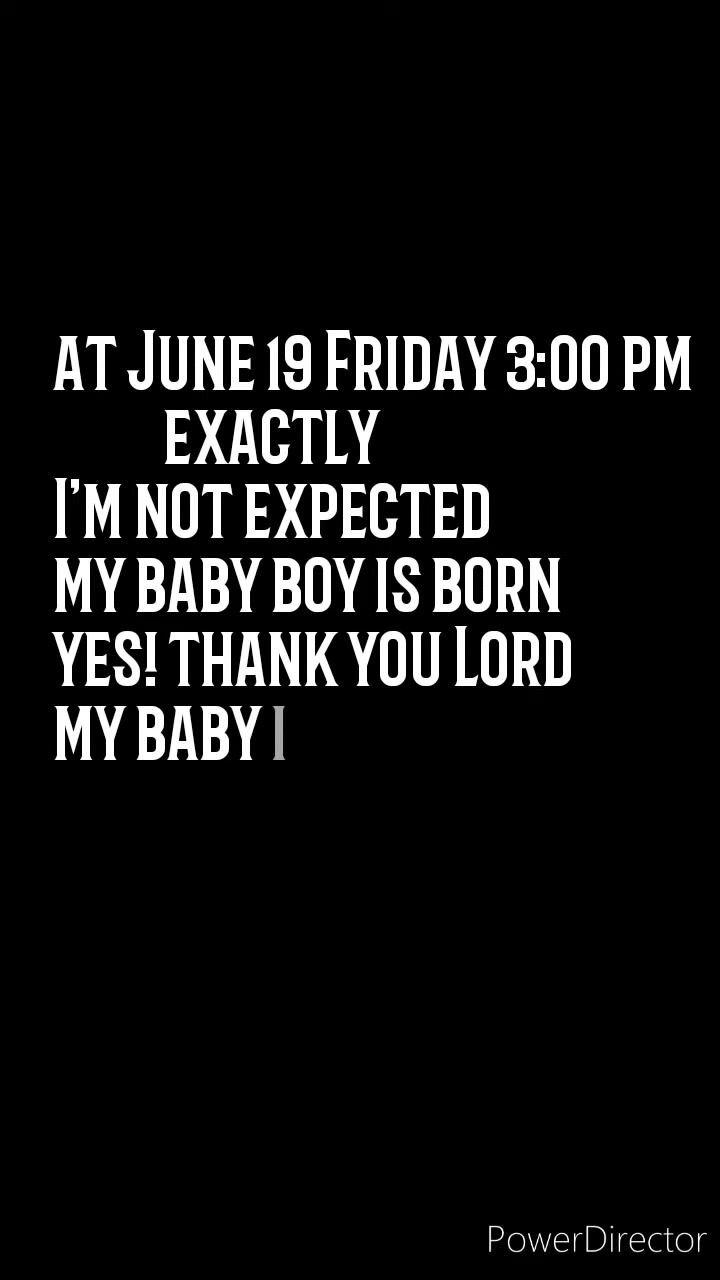 at June 19 Friday 3:00 pm
exactly
I'm not expected
my baby boy is born
yes! thank you Lord
my baby i
PowerDirector